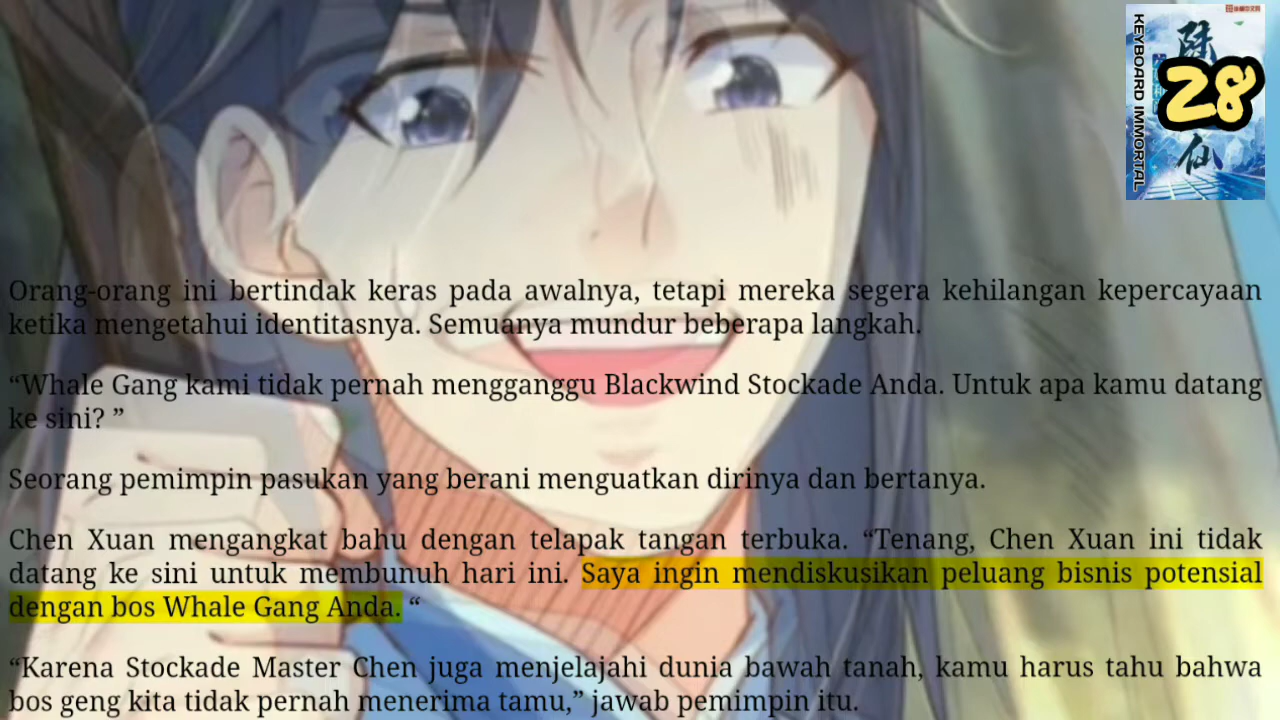 KEYBOARD IMMORTAL
28
仙
Orang-orang ini bertindak keras pada awalnya, tetapi mereka segera kehilangan kepercayaan
ketika mengetahui identitasnya. Semuanya mundur beberapa langkah.
“Whale Gang kami tidak pernah mengganggu Blackwind Stockade Anda. Untuk apa kamu datang
ke sini? ”
Seorang pemimpin pasukan yang berani menguatkan dirinya dan bertanya.
Chen Xuan mengangkat bahu dengan telapak tangan terbuka. “Tenang, Chen Xuan ini tidak
datang ke sini untuk membunuh hari ini. Saya ingin mendiskusikan peluang bisnis potensial
dengan bos Whale Gang Anda. “
“Karena Stockade Master Chen juga menjelajahi dunia bawah tanah, kamu harus tahu bahwa
bos geng kita tidak pernah menerima tamu,” jawab pemimpin itu.